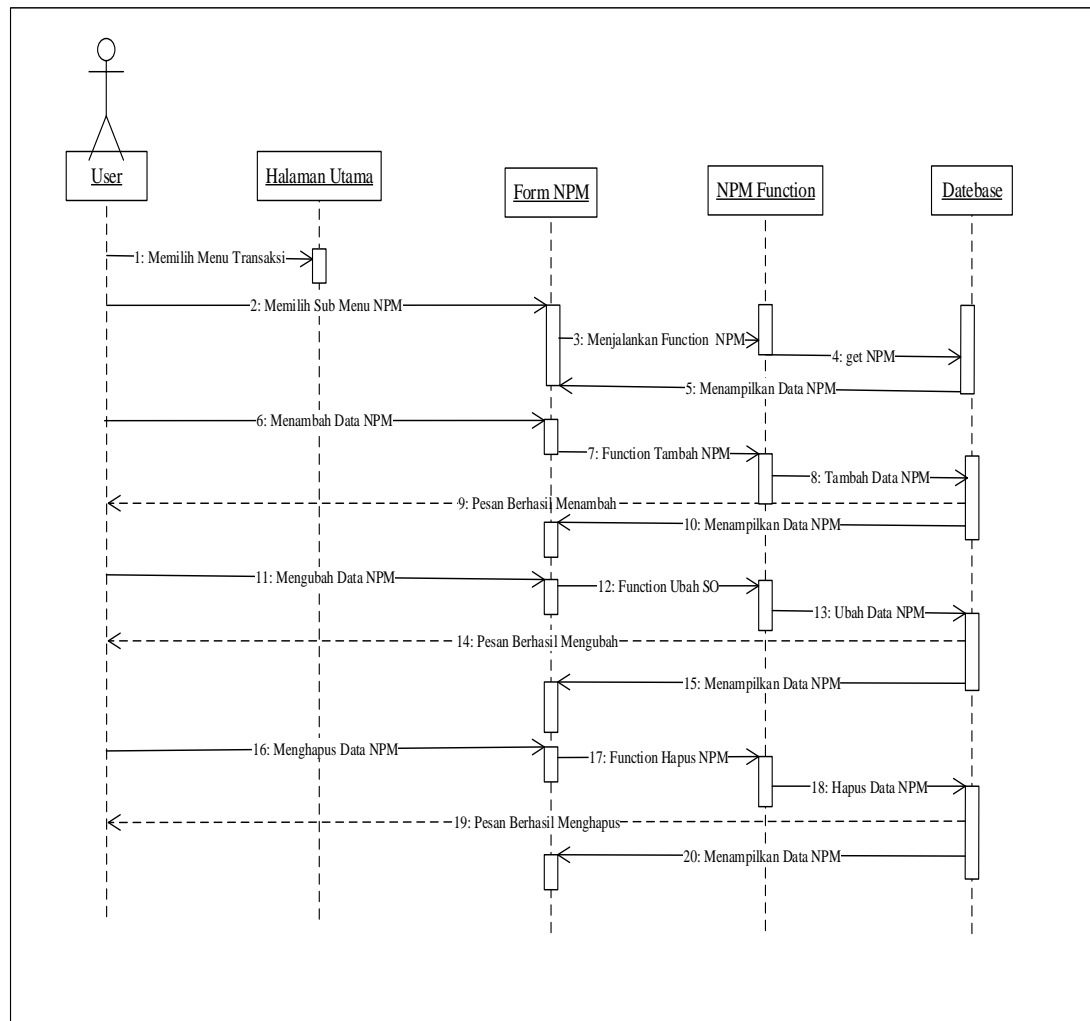 User
Halaman Utama
Form NPM
NPM Function
Datebase
1: Memilih Menu Transaksi
2: Memilih Sub Menu NPM
3: Menjalankan Function NPM
4: get NPM
5: Menampilkan Data NPM
6: Menambah Data NPM
7: Function Tambah NPM
8: Tambah Data NPM
9: Pesan Berhasil Menambah
10: Menampilkan Data NPM
11: Mengubah Data NPM
12: Function Ubah SO
13: Ubah Data NPM
14: Pesan Berhasil Mengubah
15: Menampilkan Data NPM
16: Menghapus Data NPM
17: Function Hapus NPM
18: Hapus Data NPM
19: Pesan Berhasil Menghapus
20: Menampilkan Data NPM